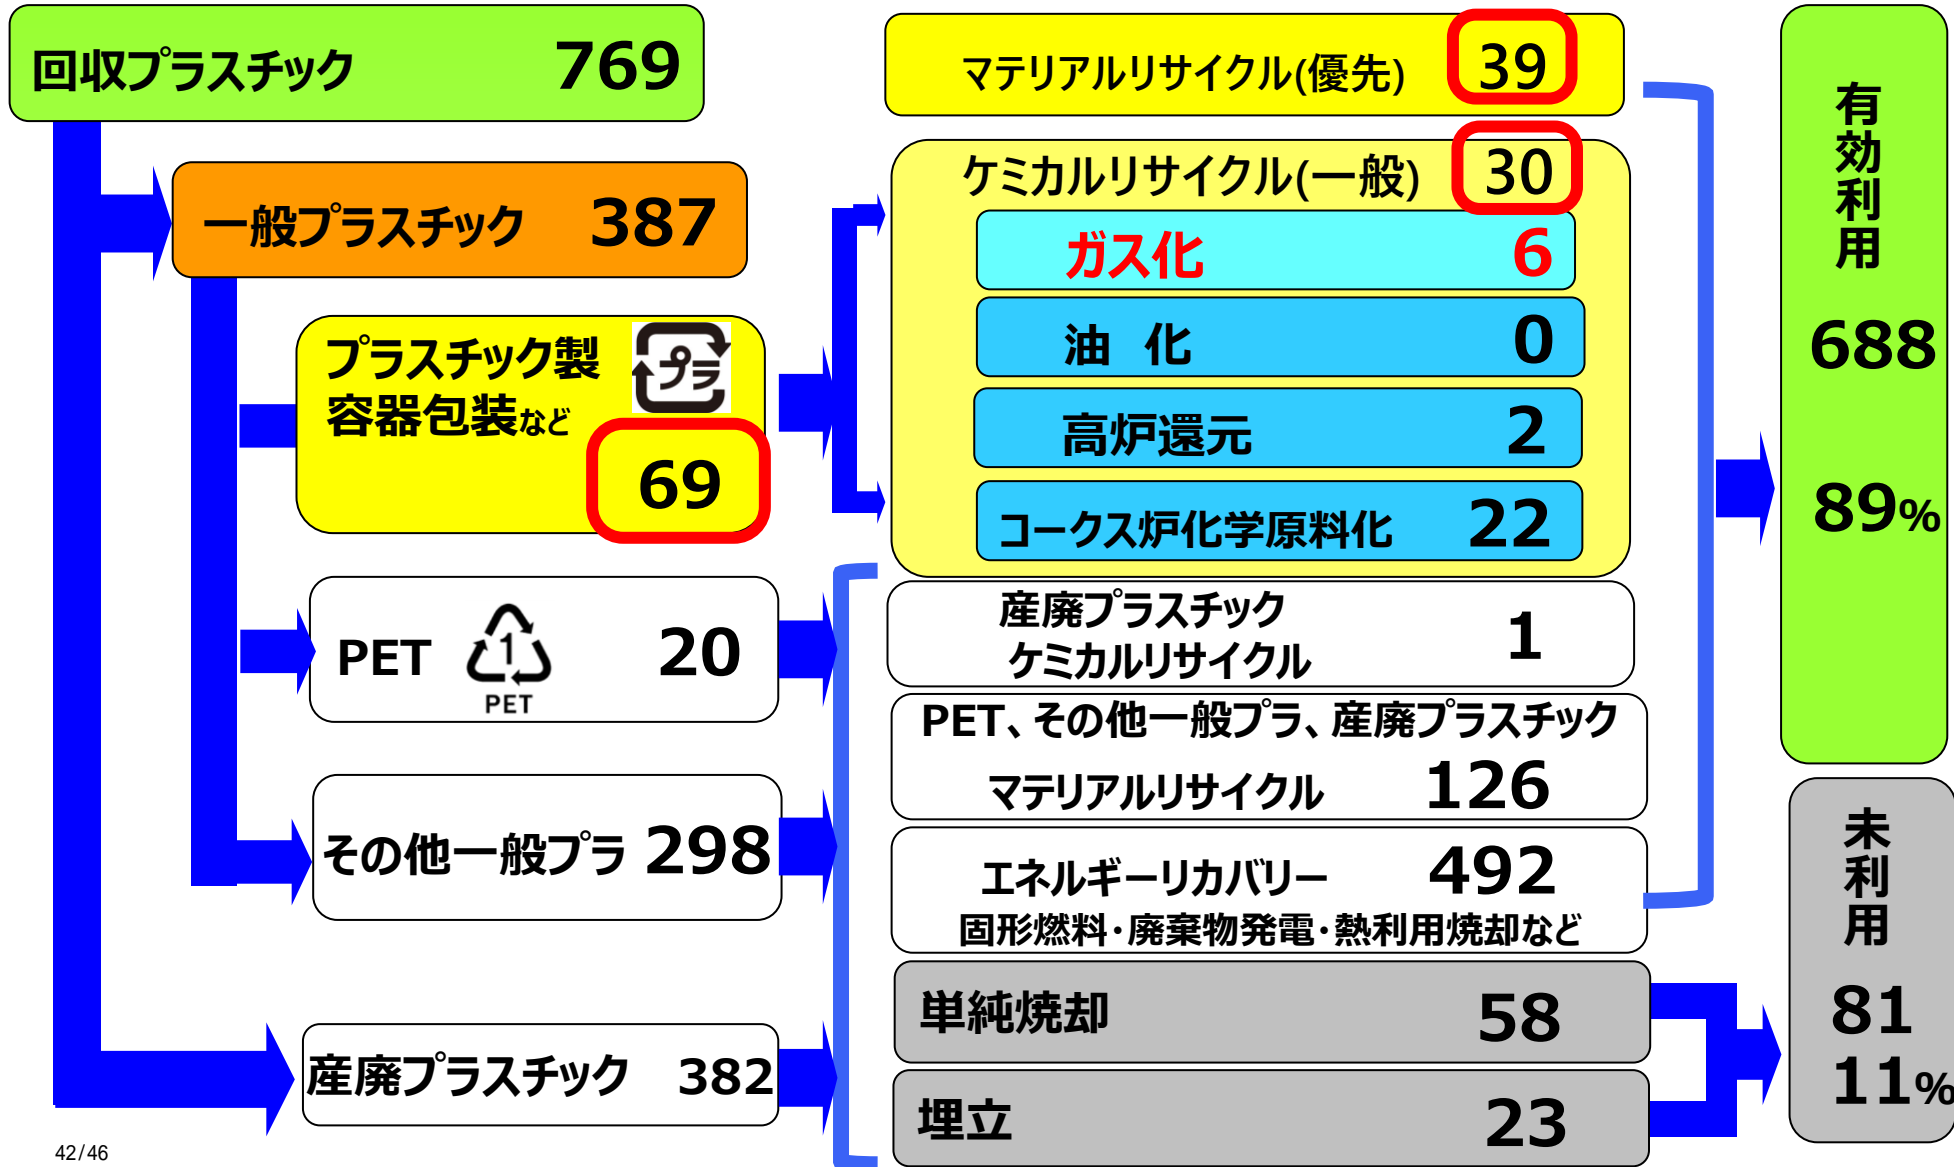 回収プラスチック 769
一般プラスチック 387
プラスチック製
容器包装など
プラ
69
PET
1
PET
20
その他一般プラ 298
産廃プラスチック 382
マテリアルリサイクル(優先) 39
ケミカルリサイクル(一般) 30
ガス化 6
油 化 0
高炉還元 2
コークス炉化学原料化 22
産廃プラスチック
ケミカルリサイクル 1
PET、その他一般プラ、産廃プラスチック
マテリアルリサイクル 126
エネルギーリカバリー 492
固形燃料・廃棄物発電・熱利用焼却など
単純焼却 58
埋立 23
有効利用
688
89%
未利用
81
11%
42/46